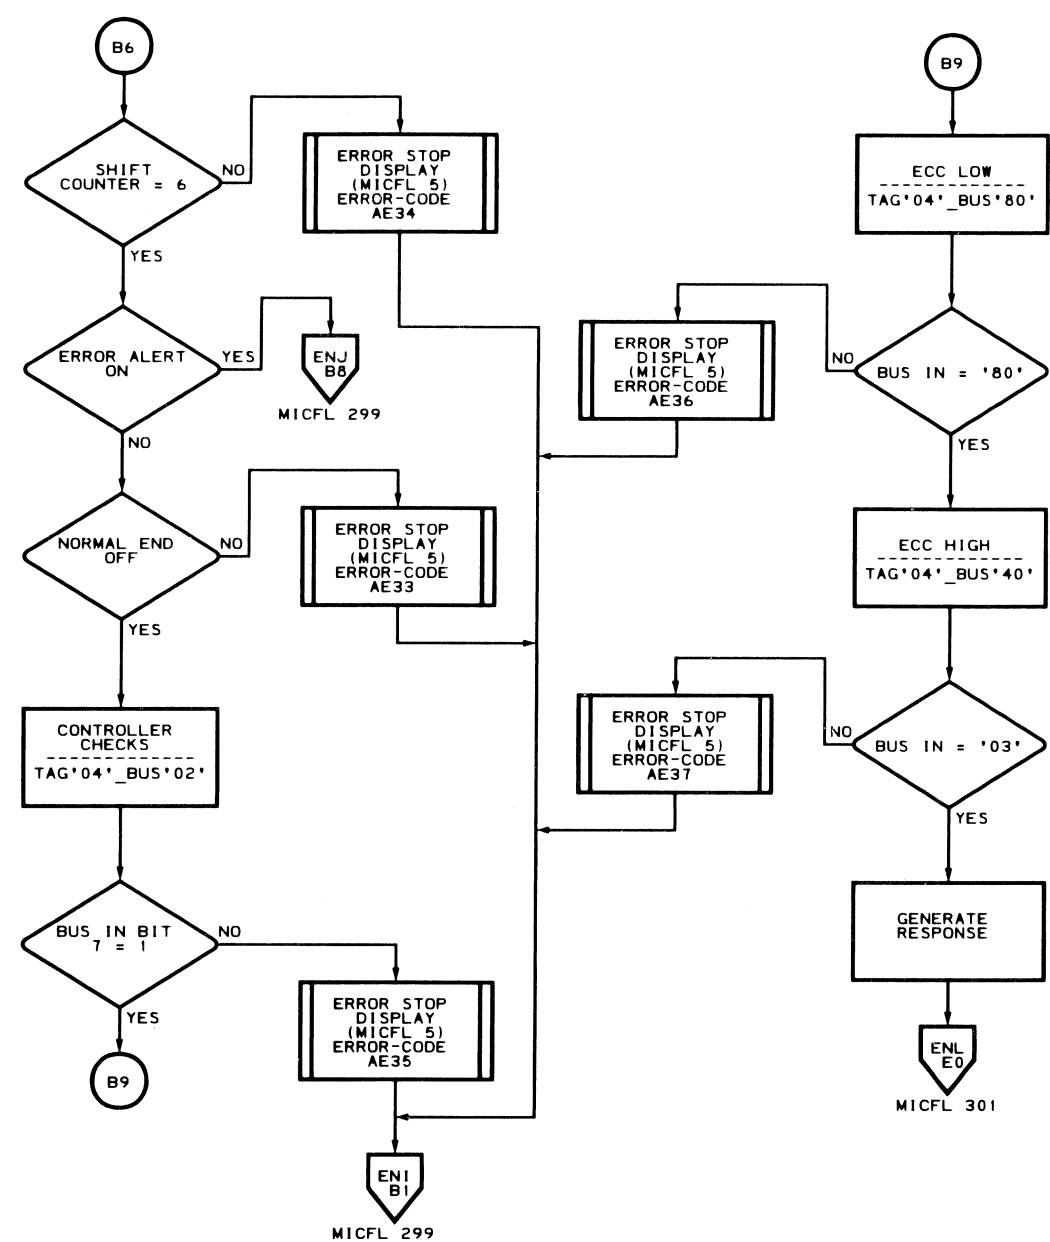 B6
SHIFT
COUNTER = 6
NO
ERROR STOP
DISPLAY
(MICFL 5)
ERROR-CODE
AE34
YES
ERROR ALERT
ON
YES
ENJ
B8
MICFL 299
NO
NORMAL END
OFF
NO
ERROR STOP
DISPLAY
(MICFL 5)
ERROR-CODE
AE33
YES
CONTROLLER
CHECKS
TAG'04'_BUS'02'
BUS IN BIT
7 = 1
NO
ERROR STOP
DISPLAY
(MICFL 5)
ERROR-CODE
AE35
YES
B9
ENI
B1
MICFL 299
B9
ECC LOW
TAG'04'_BUS'80'
BUS IN = '80'
NO
ERROR STOP
DISPLAY
(MICFL 5)
ERROR-CODE
AE36
YES
ECC HIGH
TAG'04'_BUS'40'
BUS IN = '03'
NO
ERROR STOP
DISPLAY
(MICFL 5)
ERROR-CODE
AE37
YES
GENERATE
RESPONSE
ENL
E0
MICFL 301